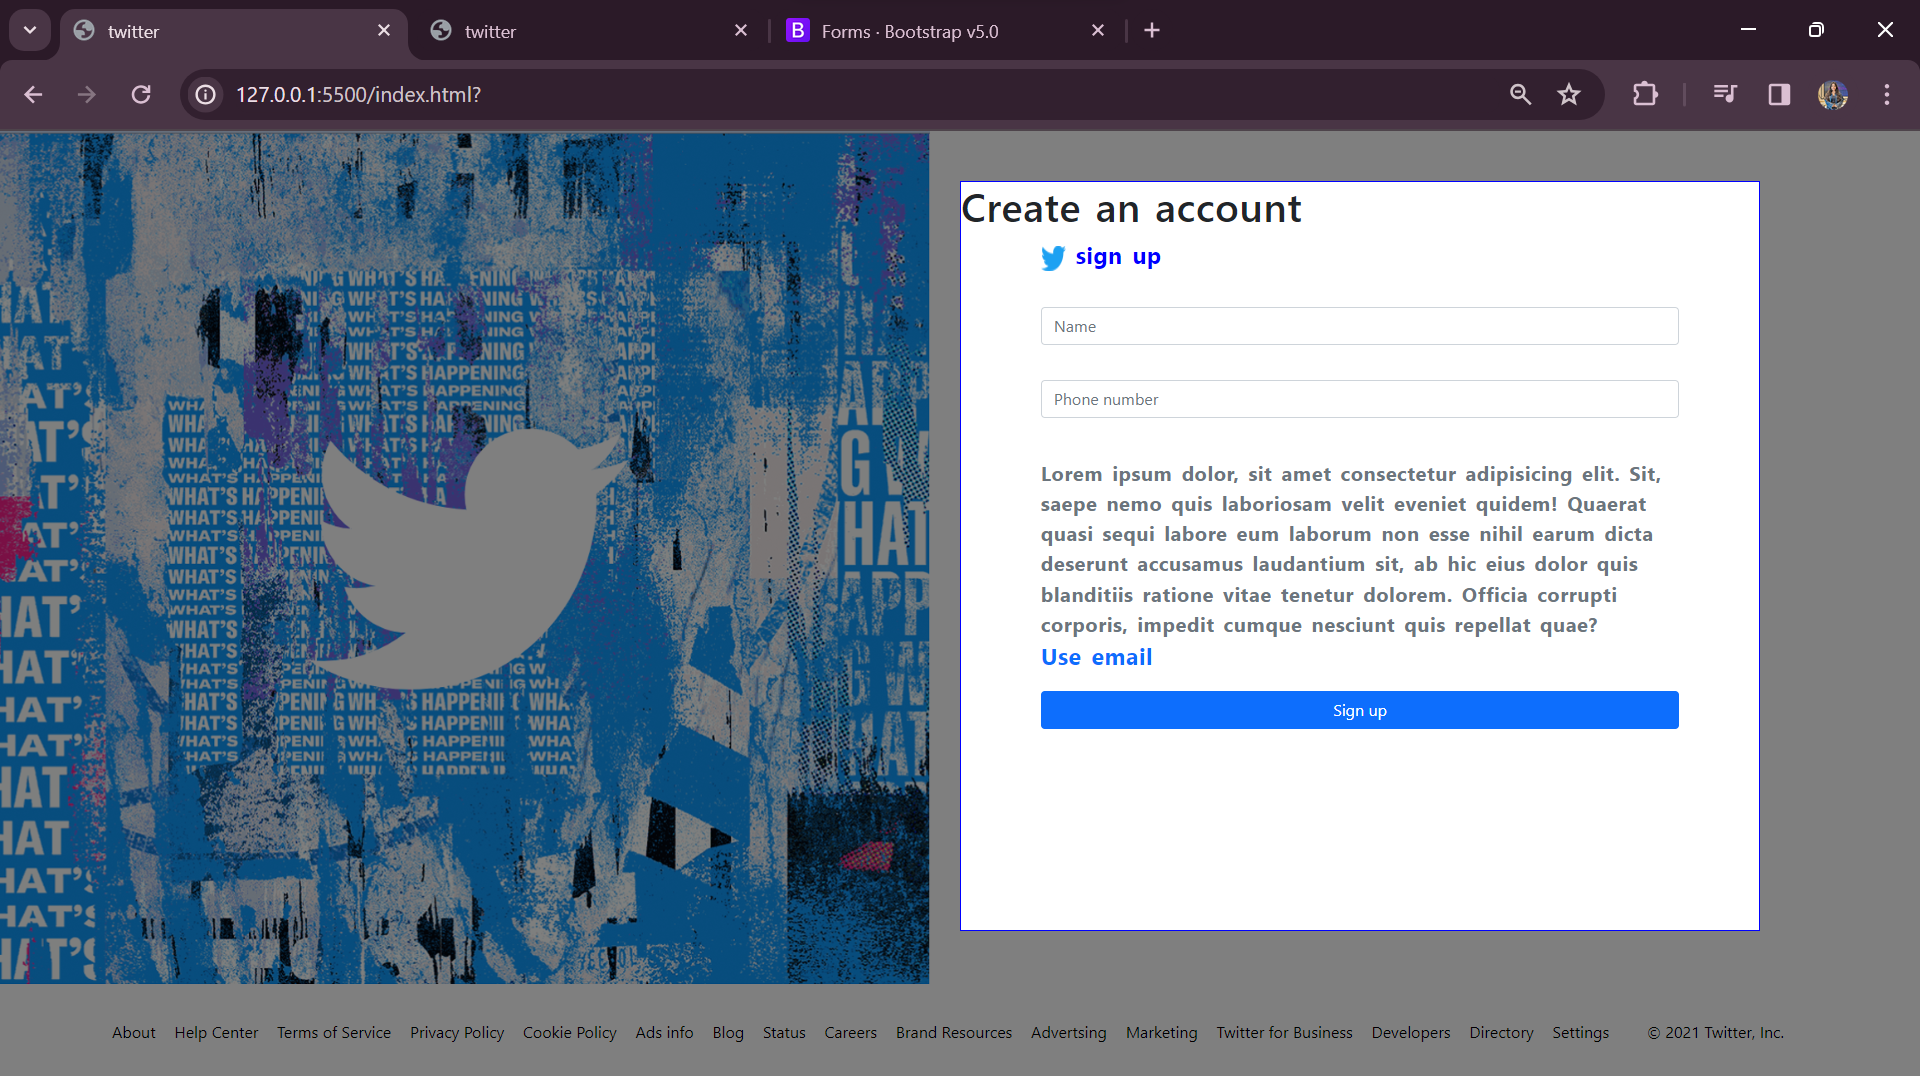 twitter
twitter
B Forms · Bootstrap v5.0
127.0.0.1:5500/index.html?
Create an account
sign up
Name
Phone number
Lorem ipsum dolor, sit amet consectetur adipisicing elit. Sit,
saepe nemo quis laboriosam velit eveniet quidem! Quaerat
quasi sequi labore eum laborum non esse nihil earum dicta
deserunt accusamus laudantium sit, ab hic eius dolor quis
blanditiis ratione vitae tenetur dolorem. Officia corrupti
corporis, impedit cumque nesciunt quis repellat quae?
Use email
Sign up
WHAT'S HAPPENING
About Help Center Terms of Service Privacy Policy Cookie Policy Ads info Blog Status Careers Brand Resources Advertsing Marketing Twitter for Business Developers Directory Settings © 2021 Twitter, Inc.